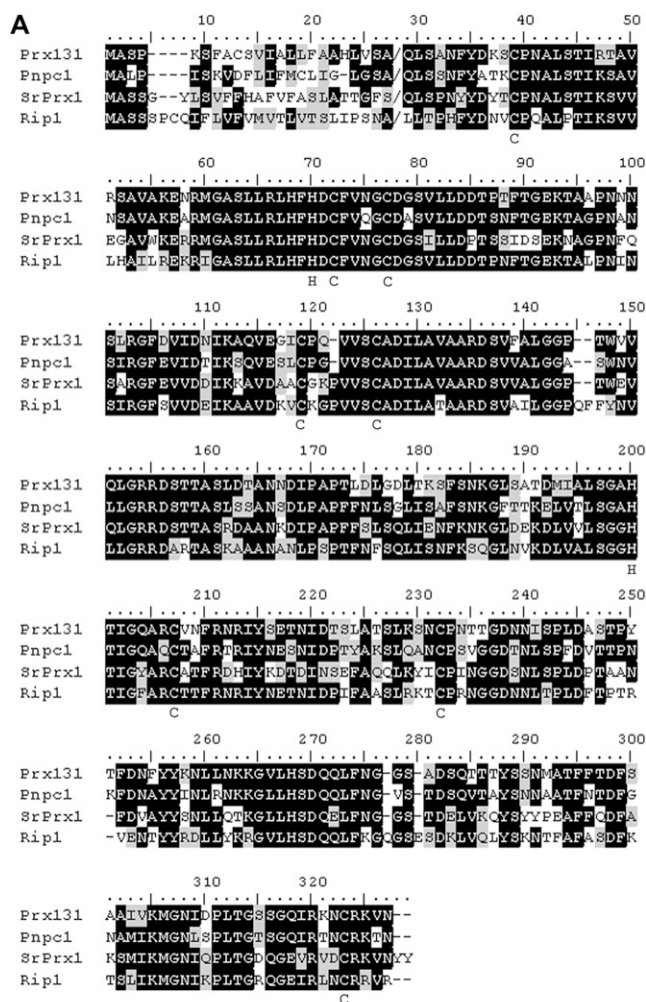 A
10 20 30 40 50
Prx131 MASP----KSFACSVIALLFAAHLVSA/QLSANFYDKSCPNALSTIRTAV
Pnpc1 MALP----ISKVDFLIFMCLIG-LGSA/QLSSNFYATKCPNALSTIKSAV
SrPrx1 MASSG--YLSVFFHAFVFASLATTGFS/QLSPNYYDYTCPNALSTIKSVV
Rip1 MASSSPCQIFLVFVMVTLVTSLIPSNA/LLTPHFYDNVCPQALPTIKSVV
C
60 70 80 90 100
Prx131 RSAVAKENRMGASLLRLHFHDCFVNGCDGSVLLDDTPTFTGEKTAAPNNN
Pnpc1 NSAVAKEARMGASLLRLHFHDCFVQGCDASVLLDDTSNFTGEKTAGPNAN
SrPrx1 EGAVWKERRMGASLLRLHFHDCFVNGCDGSILLDPTSSIDSEKNAGPNFQ
Rip1 LHAILREKRIGASLLRLHFHDCFVNGCDGSVLLDDTPNFTGEKTALPNIN
H C C
110 120 130 140 150
Prx131 SLRGFDVIDNIKAQVEGICPQ-VVSCADILAVAARDSVFALGGP--TWVV
Pnpc1 SIRGFEVIDTIKSQVESLCPG-VVSCADILAVAARDSVVALGGA--SWNV
SrPrx1 SARGFEVVDDIKKAVDAACGKPVVSCADILAVAARDSVVALGGP--TWEV
Rip1 SIRGFSVVDEIKAAVDKVCKGPVVSCADILATAARDSVAILGGPQFFYNV
C C
160 170 180 190 200
Prx131 QLGRRDSTTASLDTANNDIPAPTLDLGDLTKSFSNKGLSATDMIALSGAH
Pnpc1 LLGRRDSTTASLSSANSDLPAPFFNLSGLISAFSNKGFTTKELVTLSGAH
SrPrx1 QLGRRDSTTASRDAANKDIPAPFFSLSQLIENFKNKGLDEKDLVVLSGGH
Rip1 LLGRRDARTASKAAANANLPSPTFNFSQLISNFKSQGLNVKDLVALSGGH
H
210 220 230 240 250
Prx131 TIGQARCVNFRNRIYSETNIDTSLATSLKSNCPNTTGDNNISPLDASTPY
Pnpc1 TIGQAQCTAFRTRIYNESNIDPTYAKSLQANCPSVGGDTNLSPFDVTTPN
SrPrx1 TIGYARCATFRDHIYKDTDINSEFAQQLKYICPINGGDSNLSPLDPTAAN
Rip1 TIGFARCTTFRNRIYNETNIDPIFAASLRKTCPRNGGDNNLTPLDFTPTR
C C
260 270 280 290 300
Prx131 TFDNFYYKNLLNKKGVLHSDQQLFNG-GS-ADSQTTTYSSNMATFFTDFS
Pnpc1 KFDNAYYINLRNKKGLLHSDQQLFNG-VS-TDSQVTAYSNNAATFNTDFG
SrPrx1 -FDVAYYSNLLQTKGLLHSDQELFNG-GS-TDELVKQYSYYPEAFFQDFA
Rip1 -VENTYYRDLLYKRGVLHSDQQLFKGQGSESDKLVQLYSKNTFAFASDFK
310 320
Prx131 AAIVKMGNIDPLTGSSGQIRKNCRKVN--
Pnpc1 NAMIKMGNLSPLTGTSGQIRTNCRKTN--
SrPrx1 KSMIKMGNIQPLTGDQGEVRVDCRKVNYY
Rip1 TSLIKMGNIKPLTGRQGEIRLNCRRVR--
C